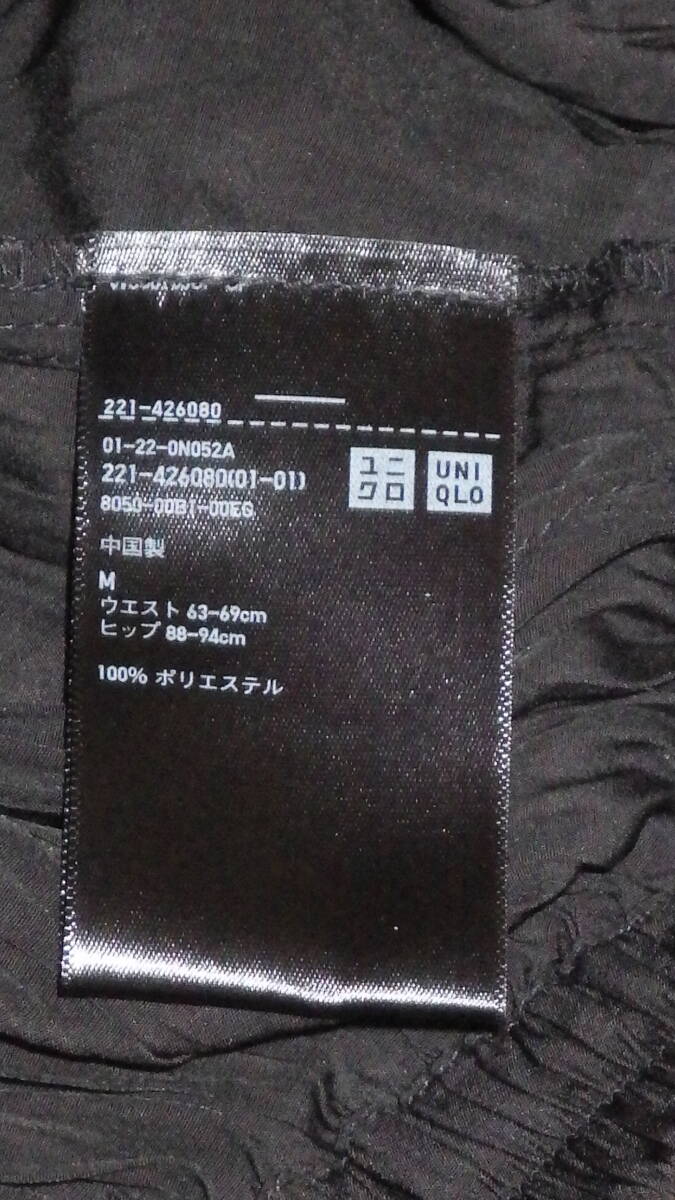 221-426080
01-22-0N052A
221-426080(01-01)
8050-00B1-00EG
ユニ
クロ
UNI
QLO
中国製
M
ウエスト 63-69cm
ヒップ 88-94cm
100% ポリエステル